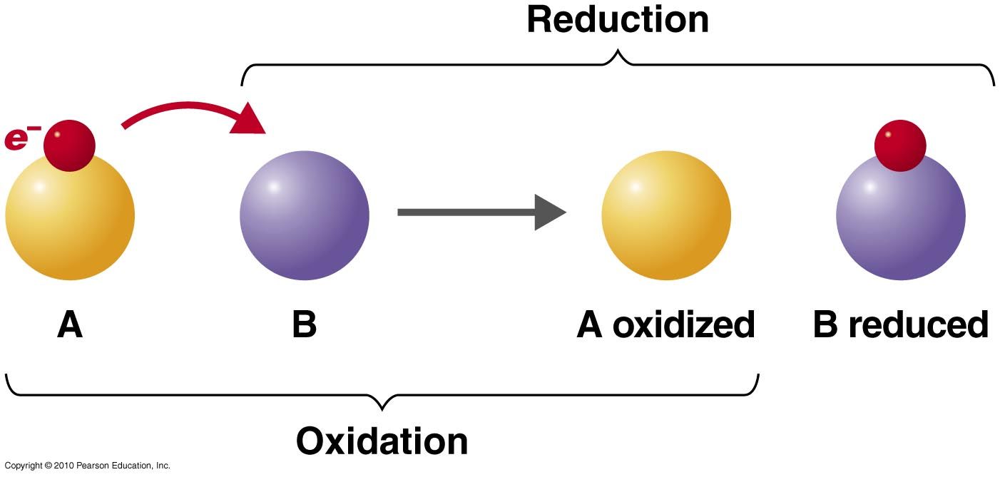 Reduction
e–
A
B
A oxidized
B reduced
Oxidation
Copyright © 2010 Pearson Education, Inc.